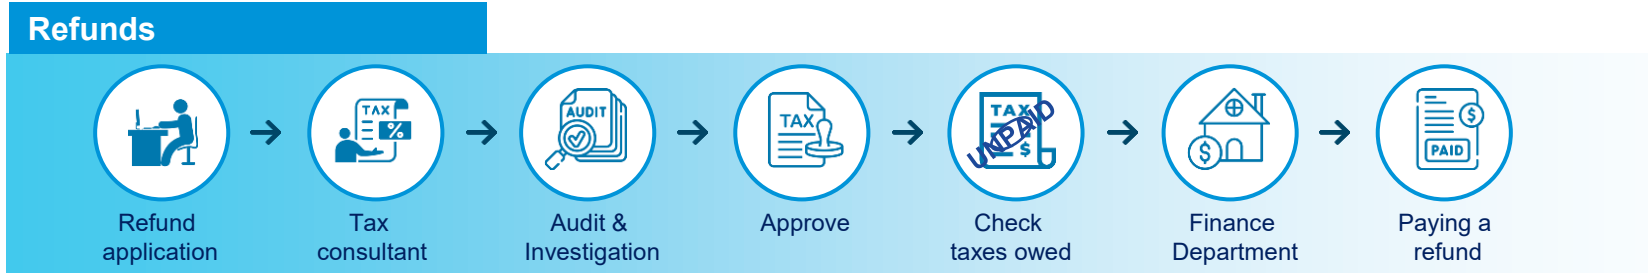 Refunds
TAX
%
AUDIT
TAX
TAX
UNPAID
$
$
$
PAID
Refund
application
Tax
consultant
Audit &
Investigation
Approve
Check
taxes owed
Finance
Department
Paying a
refund